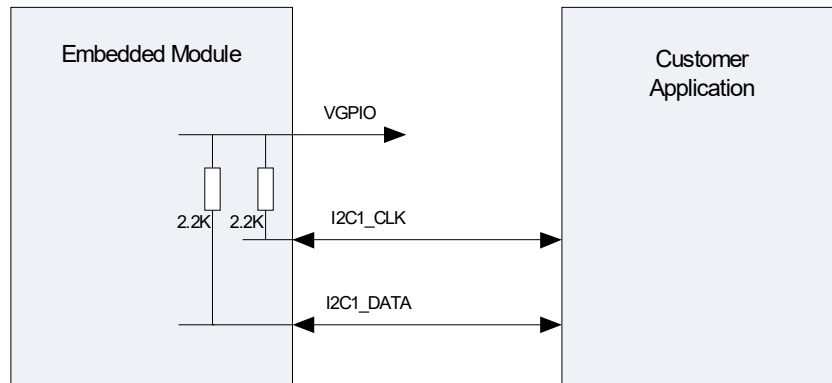 Embedded Module
Customer
Application
VGPIO
2.2K 2.2K
I2C1_CLK
I2C1_DATA